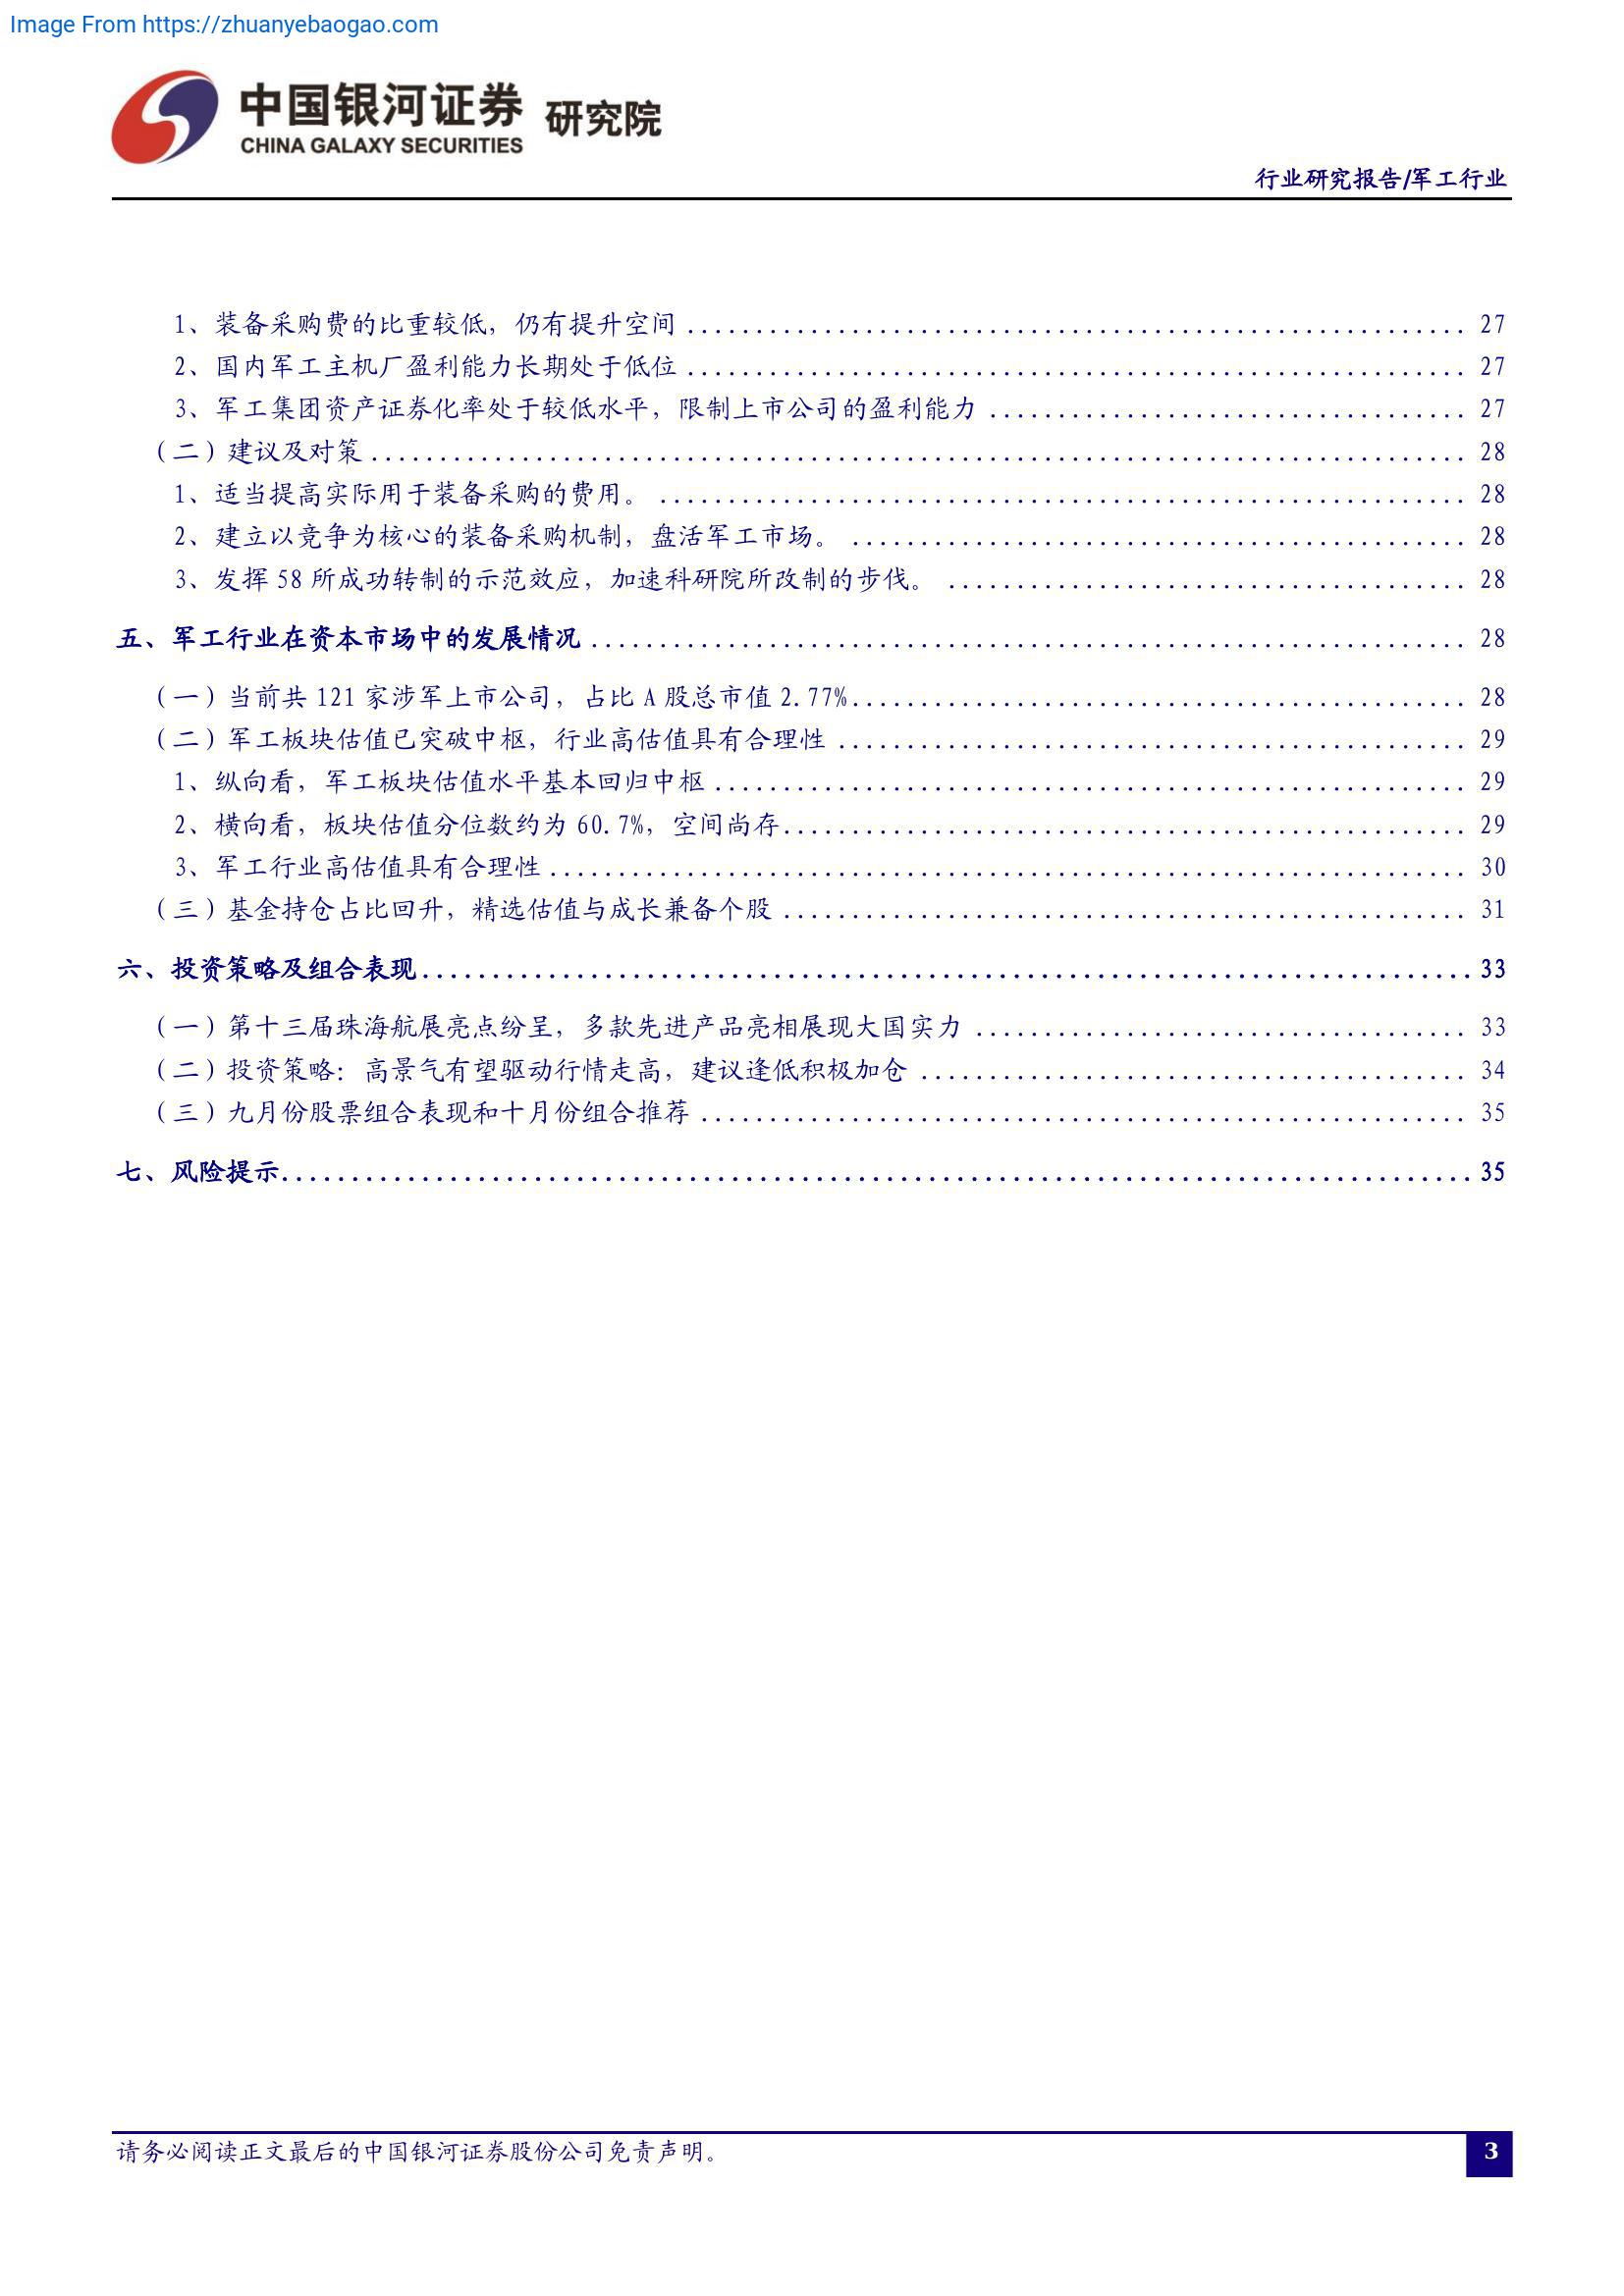 Image From https://zhuanyebaogao.com
中国银河证券 研究院
CHINA GALAXY SECURITIES
行业研究报告/军工行业
1、装备采购费的比重较低，仍有提升空间 ........................................................ 27
2、国内军工主机厂盈利能力长期处于低位 ........................................................ 27
3、军工集团资产证券化率处于较低水平，限制上市公司的盈利能力 ................................... 27
（二）建议及对策 ............................................................................... 28
1、适当提高实际用于装备采购的费用。 .......................................................... 28
2、建立以竞争为核心的装备采购机制，盘活军工市场。 ............................................. 28
3、发挥 58 所成功转制的示范效应，加速科研院所改制的步伐。 ...................................... 28
五、军工行业在资本市场中的发展情况 ............................................................... 28
（一）当前共 121 家涉军上市公司，占比 A 股总市值 2.77%............................................. 28
（二）军工板块估值已突破中枢，行业高估值具有合理性 .............................................. 29
1、纵向看，军工板块估值水平基本回归中枢 ....................................................... 29
2、横向看，板块估值分位数约为 60.7%，空间尚存.................................................. 29
3、军工行业高估值具有合理性 .................................................................. 30
（三）基金持仓占比回升，精选估值与成长兼备个股 .................................................. 31
六、投资策略及组合表现........................................................................... 33
（一）第十三届珠海航展亮点纷呈，多款先进产品亮相展现大国实力 .................................... 33
（二）投资策略：高景气有望驱动行情走高，建议逢低积极加仓 ........................................ 34
（三）九月份股票组合表现和十月份组合推荐 ........................................................ 35
七、风险提示..................................................................................... 35
请务必阅读正文最后的中国银河证券股份公司免责声明。
3